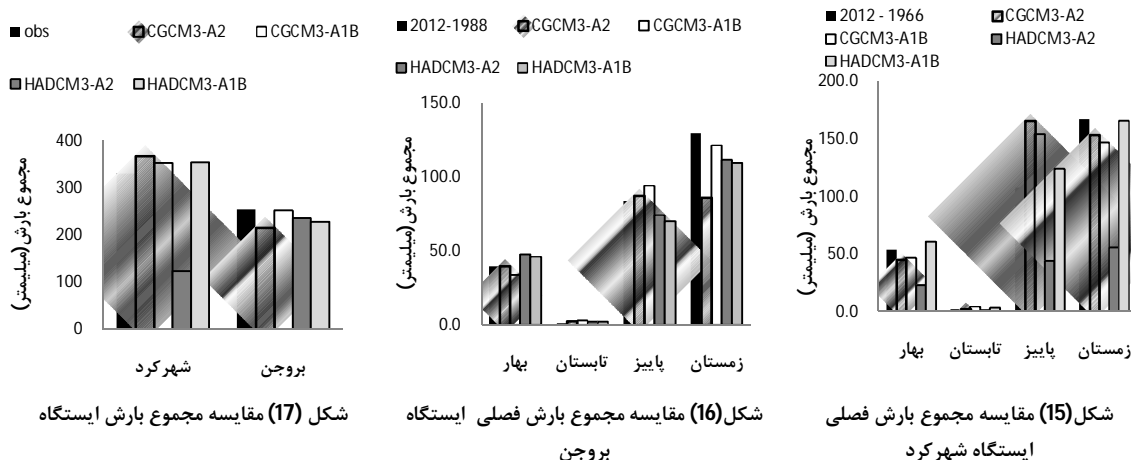 obs CGCM3-A2 CGCM3-A1B
HADCM3-A2 HADCM3-A1B
مجموع بارش(میلیمتر)
400
300
200
100
0
شهرکرد بروجن
شکل (17) مقایسه مجموع بارش ایستگاه
2012-1988 CGCM3-A2 CGCM3-A1B
HADCM3-A2 HADCM3-A1B
مجموع بارش(میلیمتر)
150.0
100.0
50.0
0.0
بهار تابستان پاییز زمستان
شکل(16) مقایسه مجموع بارش فصلی ایستگاه
بروجن
2012 - 1966 CGCM3-A2
CGCM3-A1B HADCM3-A2
HADCM3-A1B
مجموع بارش (میلیمتر)
200.0
150.0
100.0
50.0
0.0
بهار تابستان پاییز زمستان
شکل(15) مقایسه مجموع بارش فصلی
ایستگاه شهرکرد